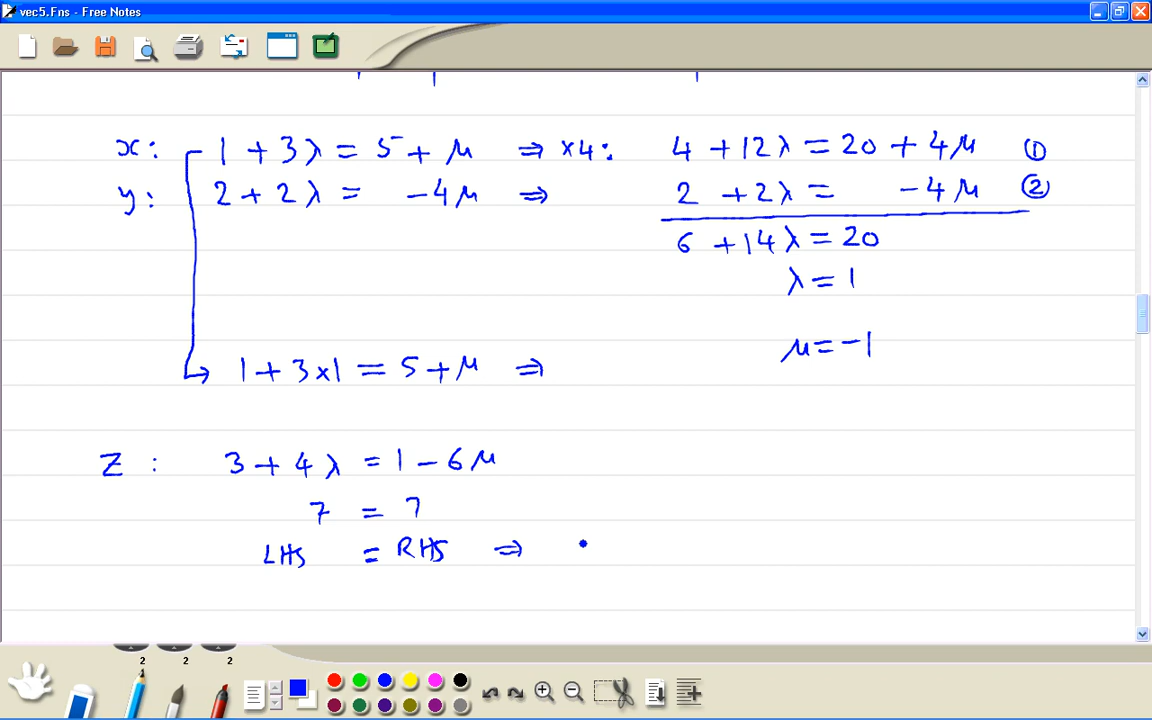 vec5.Fns - Free Notes
x: 1 + 3λ = 5 + μ ⇒ ×4: 4 + 12λ = 20 + 4μ ①
y: 2 + 2λ = -4μ ⇒ 2 + 2λ = -4μ ②
6 + 14λ = 20
λ = 1
μ = -1
1 + 3×1 = 5 + μ ⇒
Z : 3 + 4λ = 1 - 6μ
7 = 7
LHS = RHS ⇒
2 2 2